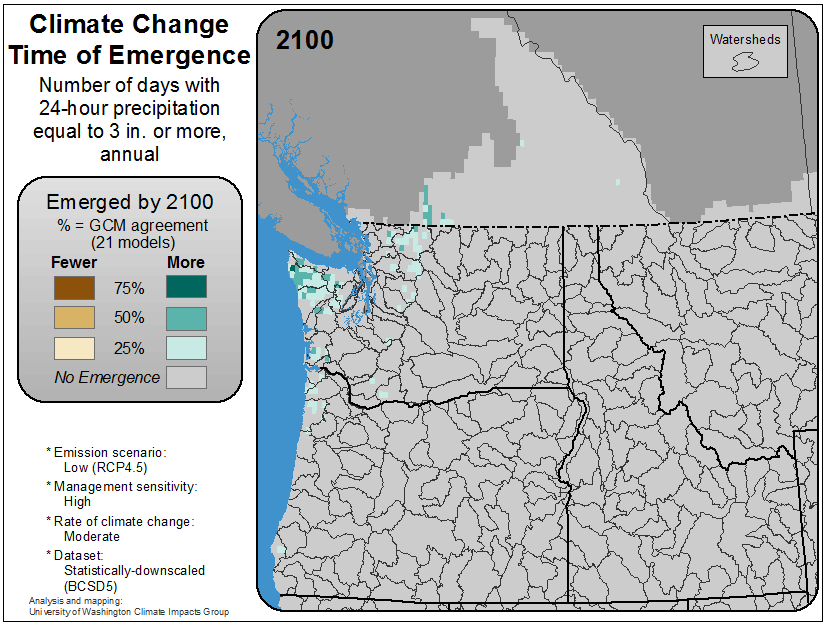 Climate Change
Time of Emergence
Number of days with
24-hour precipitation
equal to 3 in. or more,
annual
Emerged by 2100
% = GCM agreement
(21 models)
Fewer More
75%
50%
25%
No Emergence
* Emission scenario:
Low (RCP4.5)
* Management sensitivity:
High
* Rate of climate change:
Moderate
* Dataset:
Statistically-downscaled
(BCSD5)
Analysis and mapping:
University of Washington Climate Impacts Group
2100
Watersheds